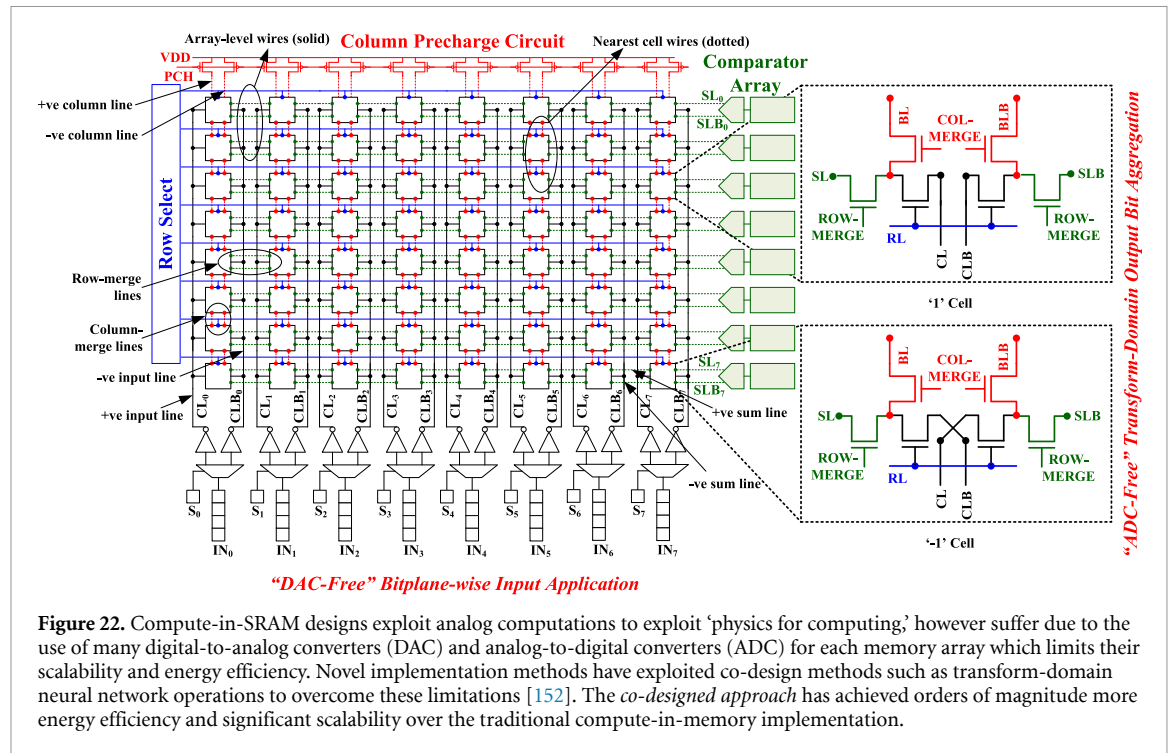 Array-level wires (solid)
Column Precharge Circuit
Nearest cell wires (dotted)
VDD
PCH
Comparator
Array
+ve column line
-ve column line
Row Select
Row-merge
lines
Column-
merge lines
-ve input line
+ve input line
SL₀
SLB₀
SL₇
SLB₇
+ve sum line
-ve sum line
CL₀ CLB₀ CL₁ CLB₁ CL₂ CLB₂ CL₃ CLB₃ CL₄ CLB₄ CL₅ CLB₅ CL₆ CLB₆ CL₇ CLB₇
S₀ S₁ S₂ S₃ S₄ S₅ S₆ S₇
IN₀ IN₁ IN₂ IN₃ IN₄ IN₅ IN₆ IN₇
"DAC-Free" Bitplane-wise Input Application
BL
COL-
MERGE
BLB
SL
SLB
ROW-
MERGE
RL
CL
CLB
ROW-
MERGE
'1' Cell
BL
COL-
MERGE
BLB
SL
SLB
ROW-
MERGE
RL
CL
CLB
ROW-
MERGE
'-1' Cell
"ADC-Free" Transform-Domain Output Bit Aggregation
Figure 22. Compute-in-SRAM designs exploit analog computations to exploit 'physics for computing,' however suffer due to the
use of many digital-to-analog converters (DAC) and analog-to-digital converters (ADC) for each memory array which limits their
scalability and energy efficiency. Novel implementation methods have exploited co-design methods such as transform-domain
neural network operations to overcome these limitations [152]. The co-designed approach has achieved orders of magnitude more
energy efficiency and significant scalability over the traditional compute-in-memory implementation.